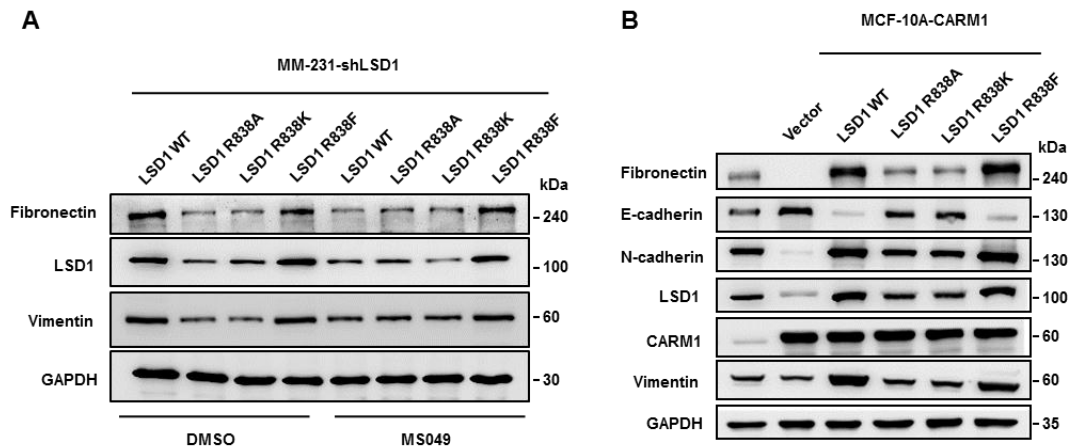 A
MM-231-shLSD1
LSD1 WT
LSD1 R838A
LSD1 R838K
LSD1 R838F
LSD1 WT
LSD1 R838A
LSD1 R838K
LSD1 R838F
kDa
Fibronectin - 240
LSD1 - 100
Vimentin - 60
GAPDH - 30
DMSO MS049
B
MCF-10A-CARM1
Vector
LSD1 WT
LSD1 R838A
LSD1 R838K
LSD1 R838F
kDa
Fibronectin - 240
E-cadherin - 130
N-cadherin - 130
LSD1 - 100
CARM1 - 60
Vimentin - 60
GAPDH - 35